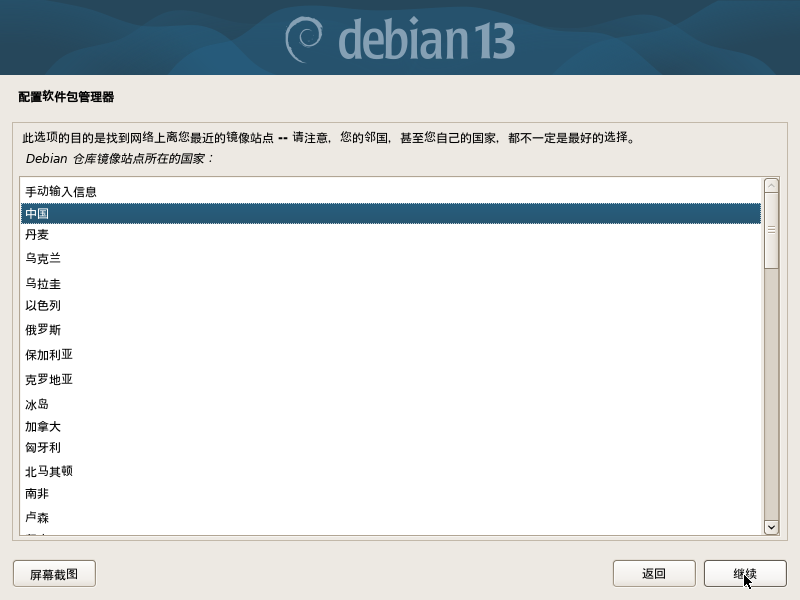 debian 13
配置软件包管理器
此选项的目的是找到网络上离您最近的镜像站点 -- 请注意，您的邻国，甚至您自己的国家，都不一定是最好的选择。
Debian 仓库镜像站点所在的国家：
手动输入信息
中国
丹麦
乌克兰
乌拉圭
以色列
俄罗斯
保加利亚
克罗地亚
冰岛
加拿大
匈牙利
北马其顿
南非
卢森
屏幕截图
返回
继续